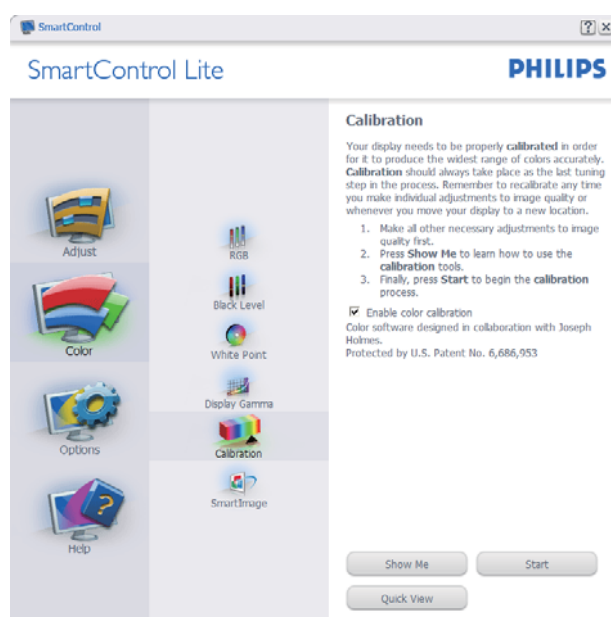 SmartControl
SmartControl Lite
PHILIPS
Adjust
Color
Options
Help
RGB
Black Level
White Point
Display Gamma
Calibration
SmartImage
Calibration
Your display needs to be properly calibrated in order
for it to produce the widest range of colors accurately.
Calibration should always take place as the last tuning
step in the process. Remember to recalibrate any time
you make individual adjustments to image quality or
whenever you move your display to a new location.
1. Make all other necessary adjustments to image
quality first.
2. Press Show Me to learn how to use the
calibration tools.
3. Finally, press Start to begin the calibration
process.
Enable color calbration
Color software designed in collaboration with Joseph
Holmes.
Protected by U.S. Patent No. 6,686,953
Show Me
Start
Quick View